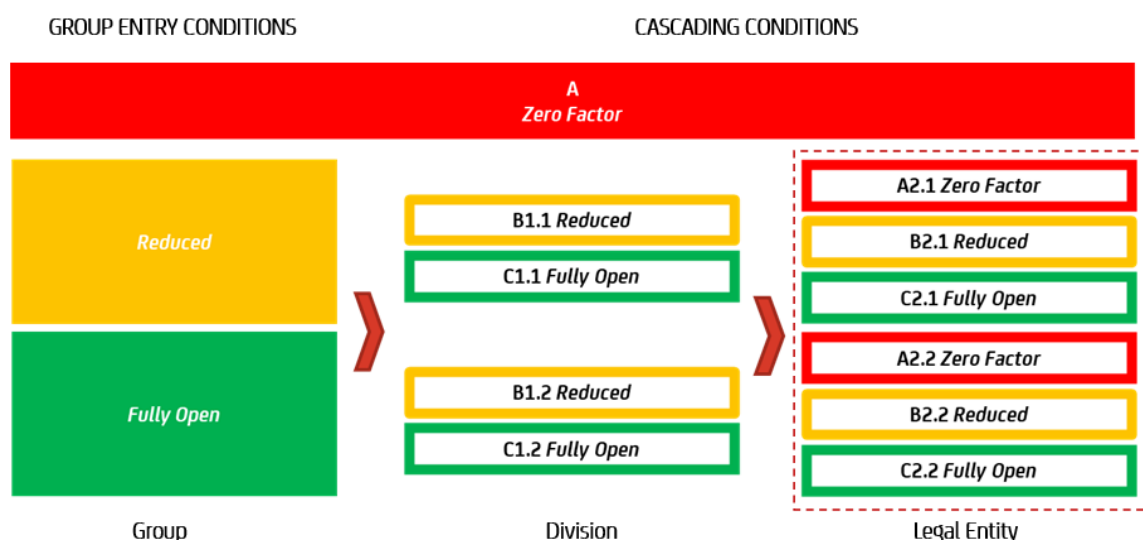 GROUP ENTRY CONDITIONS
CASCADING CONDITIONS
A
Zero Factor
Reduced
Fully Open
B1.1 Reduced
C1.1 Fully Open
B1.2 Reduced
C1.2 Fully Open
A2.1 Zero Factor
B2.1 Reduced
C2.1 Fully Open
A2.2 Zero Factor
B2.2 Reduced
C2.2 Fully Open
Group
Division
Legal Entity